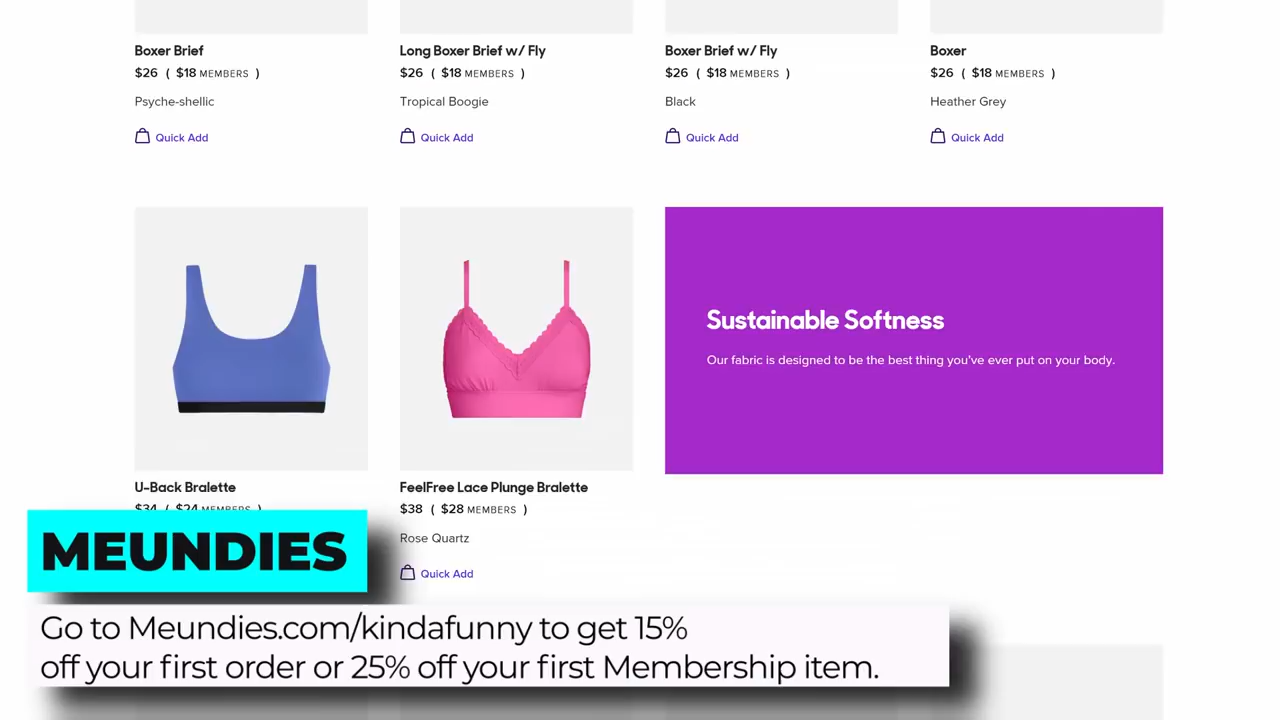 Boxer Brief
Long Boxer Brief w/ Fly
Boxer Brief w/ Fly
Boxer
$26 ( $18 MEMBERS )
$26 ( $18 MEMBERS )
$26 ( $18 MEMBERS )
$26 ( $18 MEMBERS )
Psyche-shellic
Tropical Boogie
Black
Heather Grey
Quick Add
Quick Add
Quick Add
Quick Add
Sustainable Softness
Our fabric is designed to be the best thing you've ever put on your body.
U-Back Bralette
FeelFree Lace Plunge Bralette
$34 ( $24 MEMBERS )
$38 ( $28 MEMBERS )
Rose Quartz
Quick Add
MEUNDIES
Go to Meundies.com/kindafunny to get 15%
off your first order or 25% off your first Membership item.